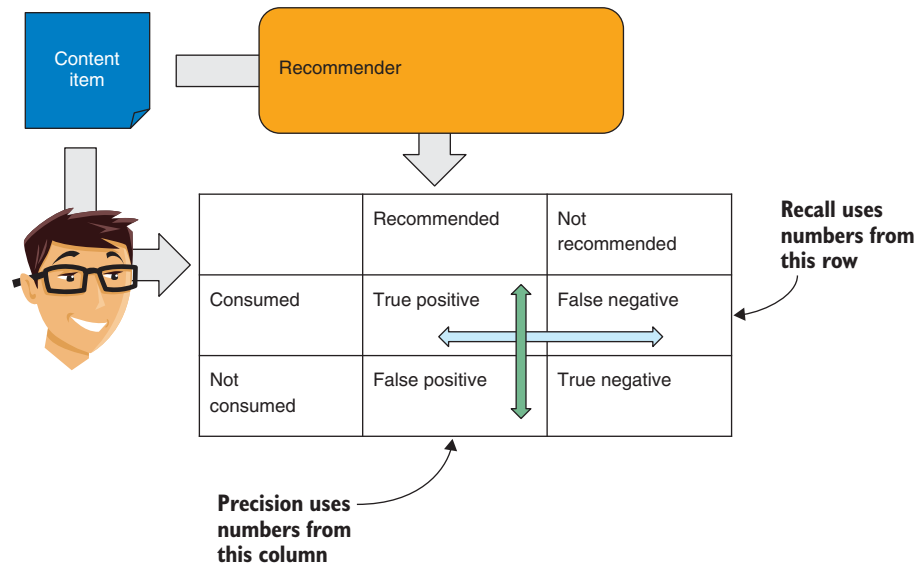 Content
item
Recommender
Recommended
Not
recommended
Consumed
True positive
False negative
Not
consumed
False positive
True negative
Recall uses
numbers from
this row
Precision uses
numbers from
this column